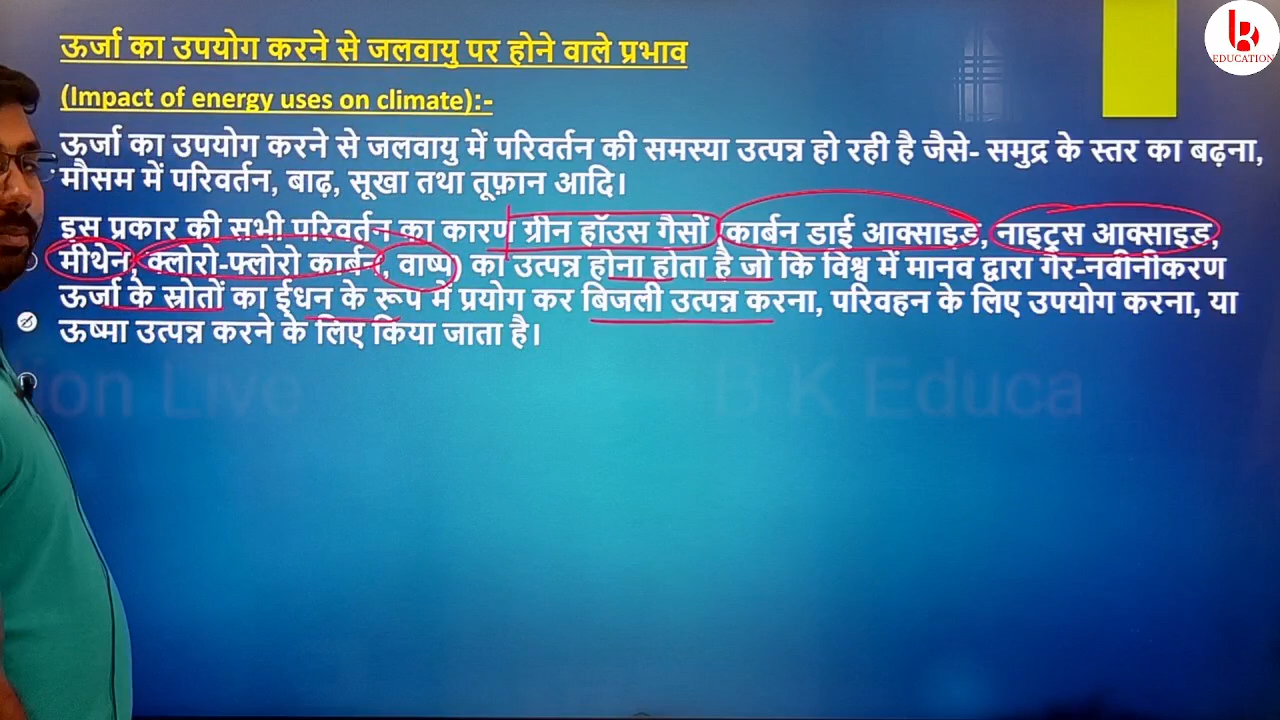 ऊर्जा का उपयोग करने से जलवायु पर होने वाले प्रभाव
(Impact of energy uses on climate):-
ऊर्जा का उपयोग करने से जलवायु में परिवर्तन की समस्या उत्पन्न हो रही है जैसे- समुद्र के स्तर का बढ़ना,
मौसम में परिवर्तन, बाढ़, सूखा तथा तूफ़ान आदि।
इस प्रकार की सभी परिवर्तन का कारण ग्रीन हॉउस गैसों (कार्बन डाई आक्साइड, नाइट्रस आक्साइड,
मीथेन, क्लोरो-फ्लोरो कार्बन, वाष्प) का उत्पन्न होना होता है जो कि विश्व में मानव द्वारा गैर-नवीनीकरण
ऊर्जा के स्रोतों का ईधन के रूप में प्रयोग कर बिजली उत्पन्न करना, परिवहन के लिए उपयोग करना, या
ऊष्मा उत्पन्न करने के लिए किया जाता है।
tion Live B K Educa
EDUCATION